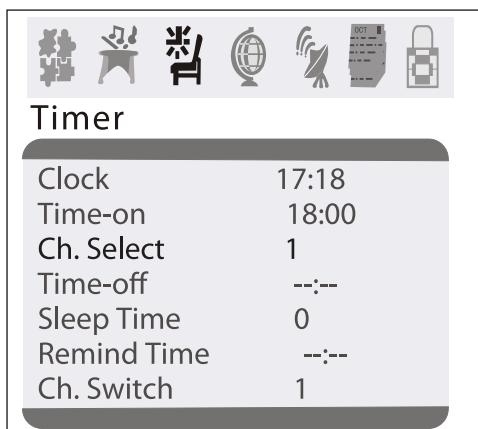 OCT
Timer
Clock 17:18
Time-on 18:00
Ch. Select 1
Time-off --:--
Sleep Time 0
Remind Time --:--
Ch. Switch 1